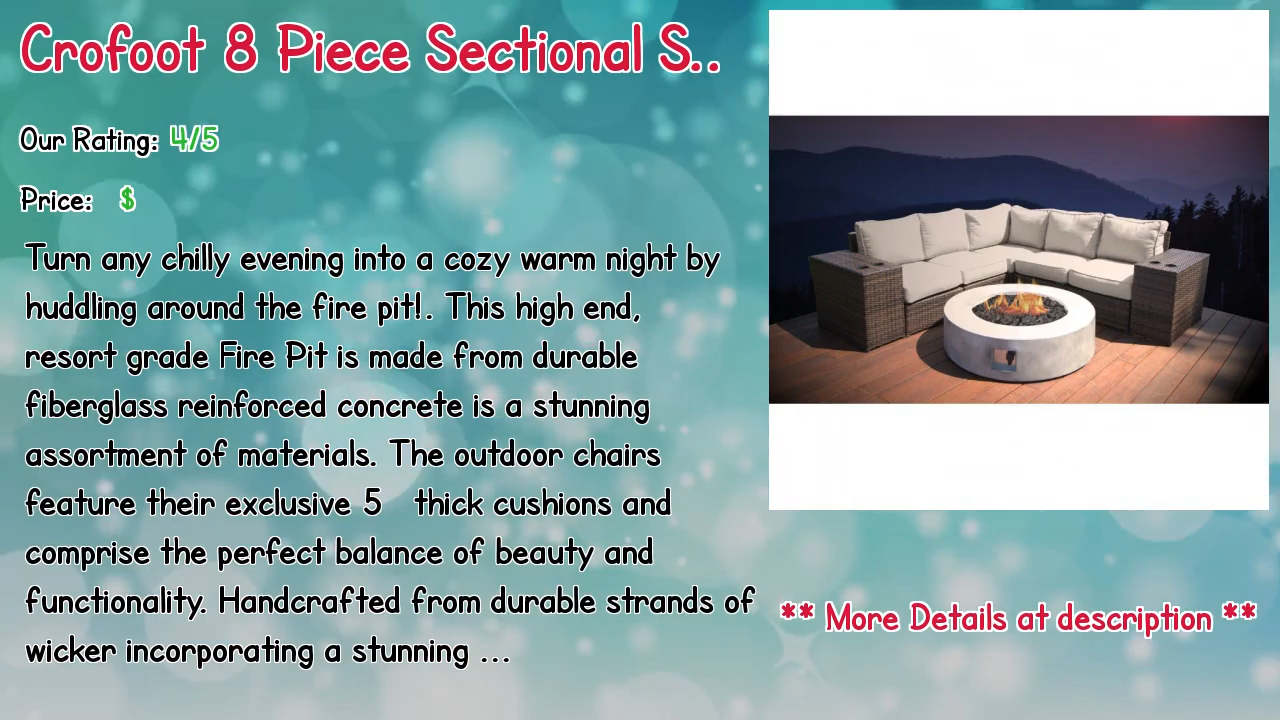 Crofoot 8 Piece Sectional S..
Our Rating: 4/5
Price: $
Turn any chilly evening into a cozy warm night by
huddling around the fire pit!. This high end,
resort grade Fire Pit is made from durable
fiberglass reinforced concrete is a stunning
assortment of materials. The outdoor chairs
feature their exclusive 5 thick cushions and
comprise the perfect balance of beauty and
functionality. Handcrafted from durable strands of
wicker incorporating a stunning ...
** More Details at description **